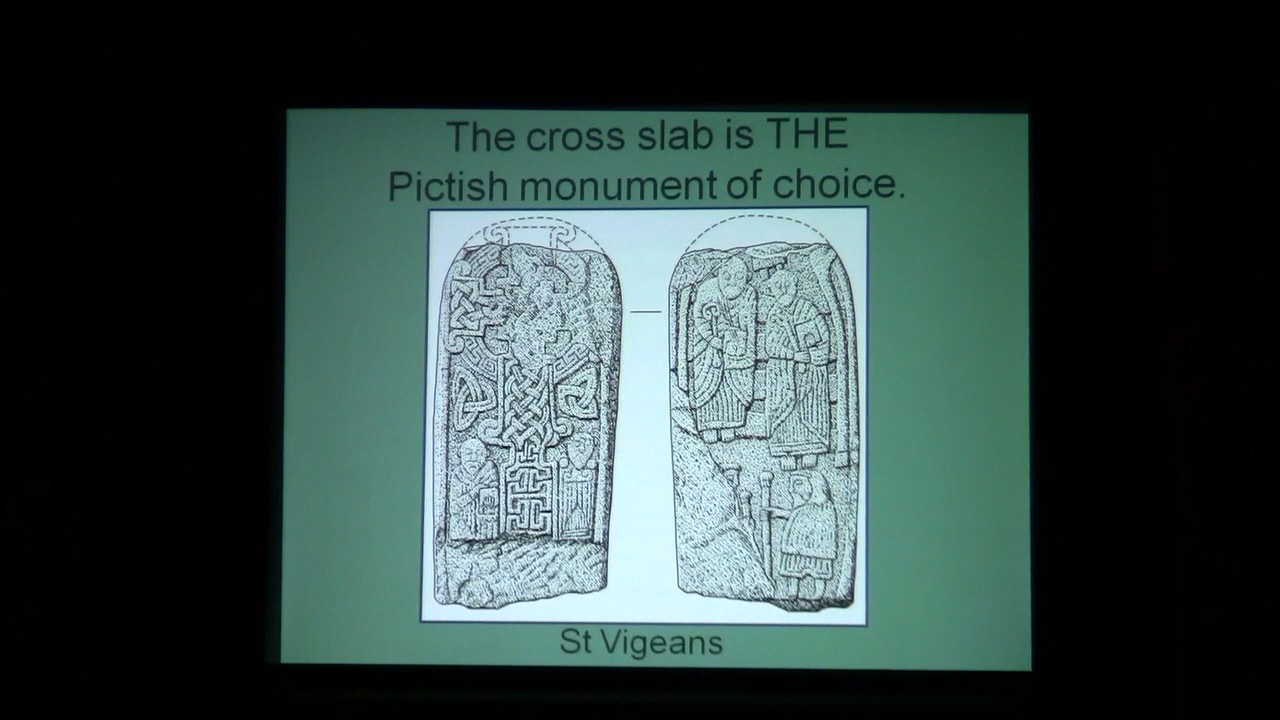 The cross slab is THE
Pictish monument of choice.
St Vigeans